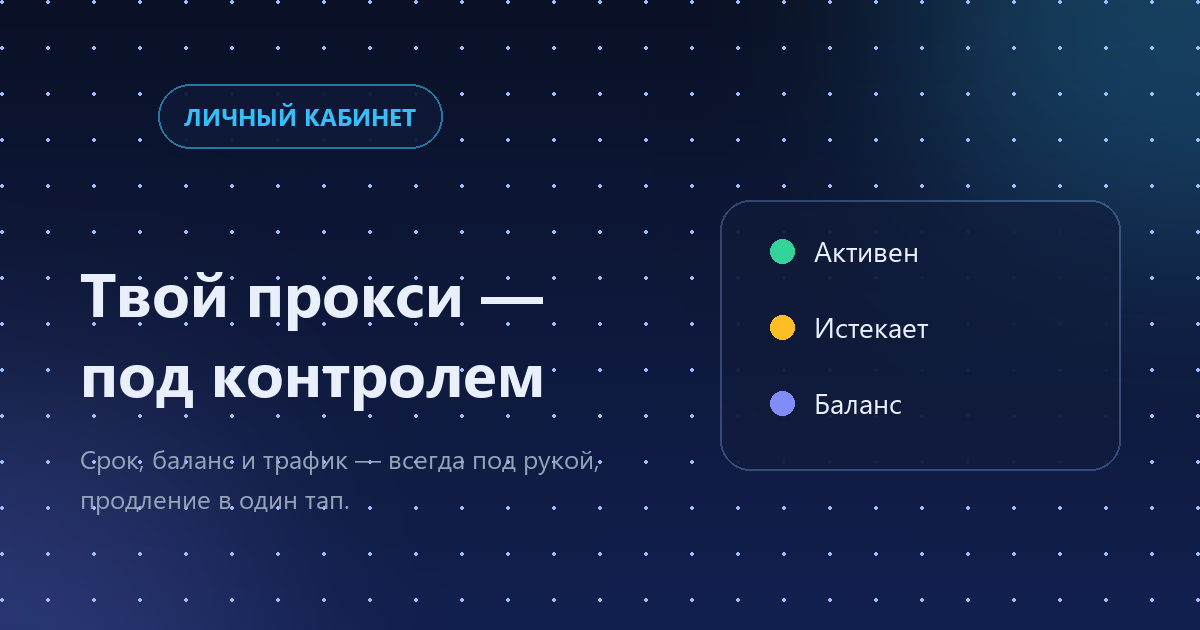 ЛИЧНЫЙ КАБИНЕТ
Твой прокси —
под контролем
Срок, баланс и трафик — всегда под рукой,
продление в один тап.
Активен
Истекает
Баланс